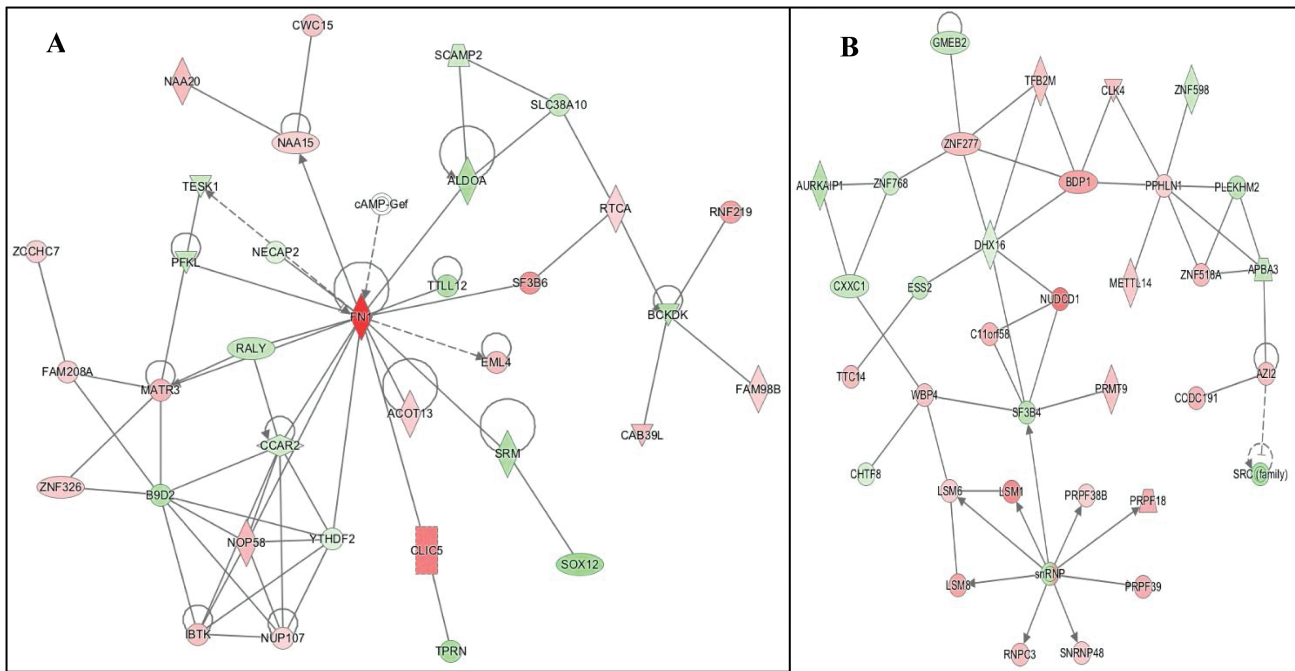 A
CWC15
NAA20
SCAMP2
SLC38A10
NAA15
TESK1
ALDOA
cAMP-Gef
RTCA
RNF219
ZCCHC7
NECAP2
PFKL
TTLL12
SF3B6
FN1
BCKDK
RALY
EML4
FAM208A
MATR3
FAM98B
ACOT13
CAB39L
CCAR2
SRM
ZNF326
B9D2
NOP58
YTHDF2
CLIC5
SOX12
IBTK
NUP107
TPRN
B
GMEB2
TFB2M
CLK4
ZNF598
ZNF277
AURKAIP1
ZNF768
BDP1
PPHLN1
PLEKHM2
DHX16
CXXC1
ESS2
METTL14
ZNF518A
APBA3
NUDCD1
C11orf58
TTC14
WBP4
PRMT9
AZI2
CCDC191
SF3B4
CHTF8
SRC (family)
LSM6
LSM1
PRPF38B
PRPF18
snRNP
LSM8
PRPF39
RNPC3
SNRNP48